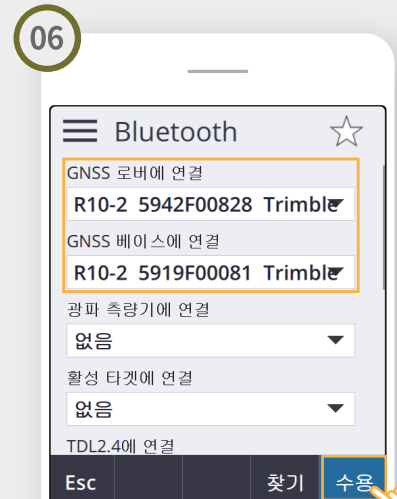 06
Bluetooth
GNSS 로버에 연결
R10-2 5942F00828 Trimble
GNSS 베이스에 연결
R10-2 5919F00081 Trimble
광파 측량기에 연결
없음
활성 타겟에 연결
없음
TDL2.4에 연결
Esc 찾기 수용